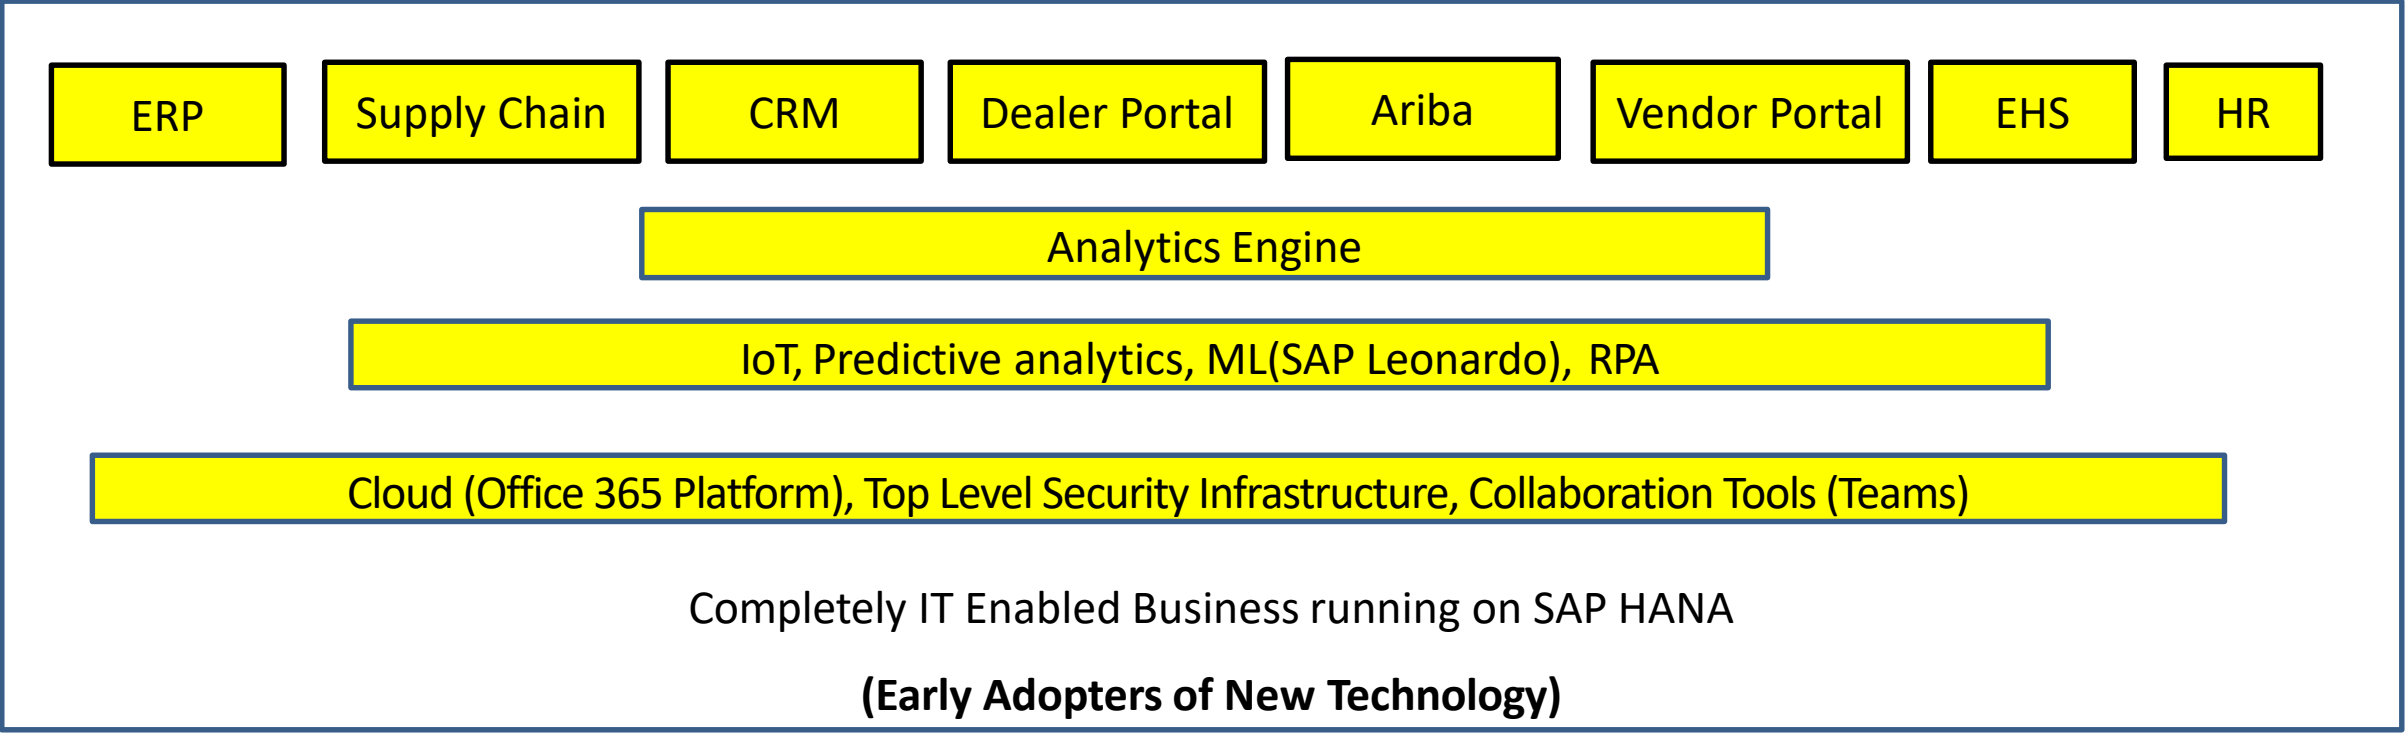 ERP Supply Chain CRM Dealer Portal Ariba Vendor Portal EHS HR
Analytics Engine
IoT, Predictive analytics, ML(SAP Leonardo), RPA
Cloud (Office 365 Platform), Top Level Security Infrastructure, Collaboration Tools (Teams)
Completely IT Enabled Business running on SAP HANA
(Early Adopters of New Technology)